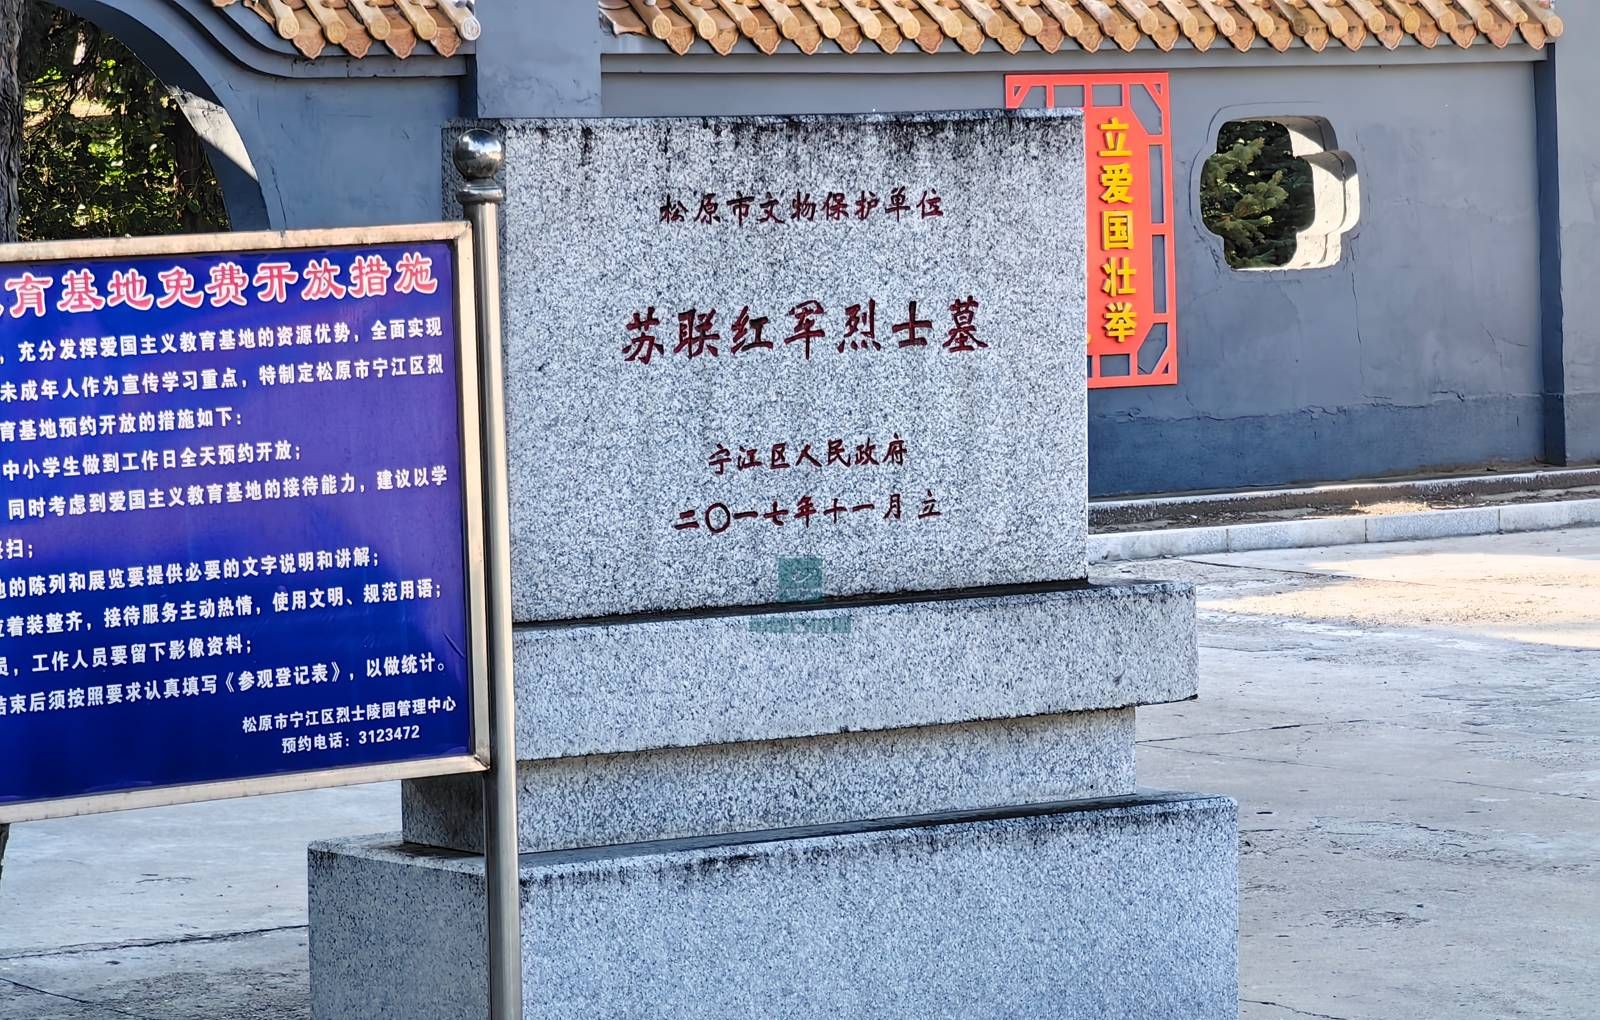 育基地免费开放措施
，充分发挥爱国主义教育基地的资源优势，全面实现
未成年人作为宣传学习重点，特制定松原市宁江区烈
育基地预约开放的措施如下：
中小学生做到工作日全天预约开放；
同时考虑到爱国主义教育基地的接待能力，建议以学
扫；
的陈列和展览要提供必要的文字说明和讲解；
着装整齐，接待服务主动热情，使用文明、规范用语；
员，工作人员要留下影像资料；
结束后须按照要求认真填写《参观登记表》，以做统计。
松原市宁江区烈士陵园管理中心
预约电话：3123472
松原市文物保护单位
苏联红军烈士墓
宁江区人民政府
二〇一七年十一月立
立爱国壮举